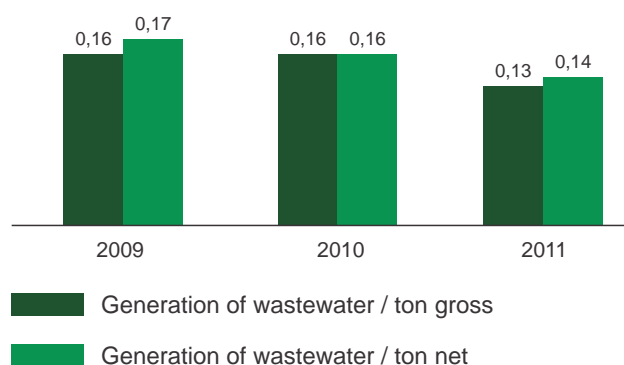 0,16 0,17 0,16 0,16 0,13 0,14
2009 2010 2011
Generation of wastewater / ton gross
Generation of wastewater / ton net